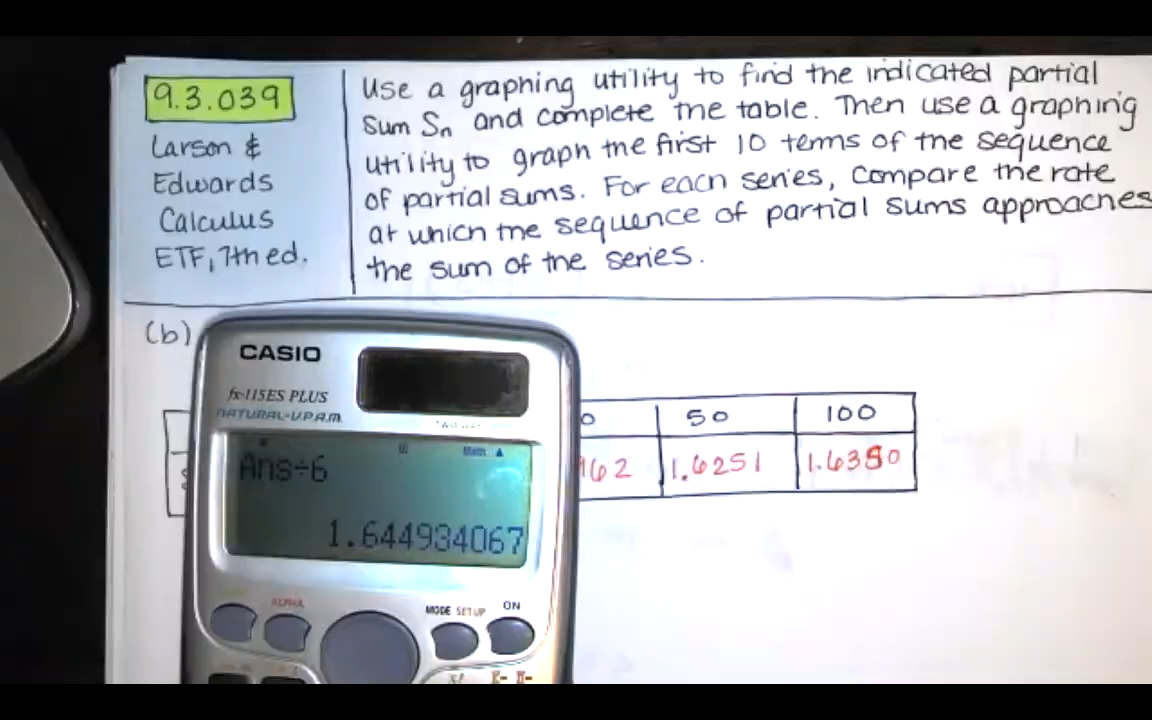 9.3.039
Larson &
Edwards
Calculus
ETF, 7th ed.
Use a graphing utility to find the indicated partial
sum Sn and complete the table. Then use a graphing
utility to graph the first 10 terms of the sequence
of partial sums. For each series, compare the rate
at which the sequence of partial sums approaches
the sum of the series.
(b)
CASIO
fx-115ES PLUS
NATURAL-V.P.A.M.
Math ▲
Ans÷6
1.644934067
ALPHA
MODE SETUP
ON
0 50 100
962 1.6251 1.6350